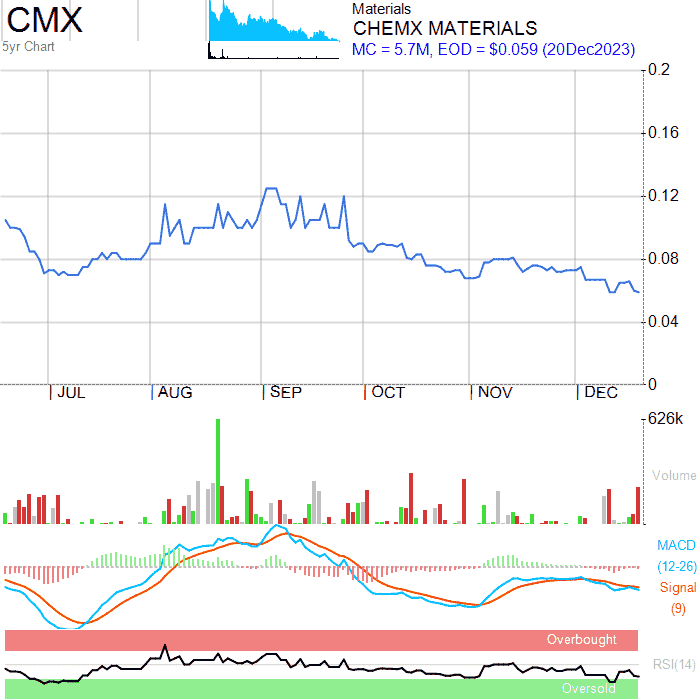 CMX
5yr Chart
Materials
CHEMX MATERIALS
MC = 5.7M, EOD = $0.059 (20Dec2023)
0.2
0.16
0.12
0.08
0.04
0
JUL AUG SEP OCT NOV DEC
626k
Volume
MACD
(12-26)
Signal
(9)
Overbought
RSI(14)
Oversold